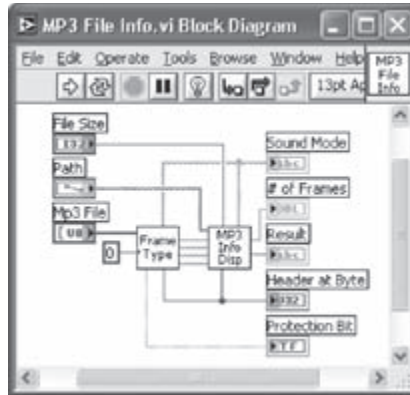 MP3 File Info.vi Block Diagram
File Edit Operate Tools Browse Window Help
MP3 File Info
13pt Ap
File Size
I32
Path
Mp3 File
U8
0
Frame Type
MP3 Info Disp
Sound Mode
abc
# of Frames
DBL
Result
abc
Header at Byte
I32
Protection Bit
TF